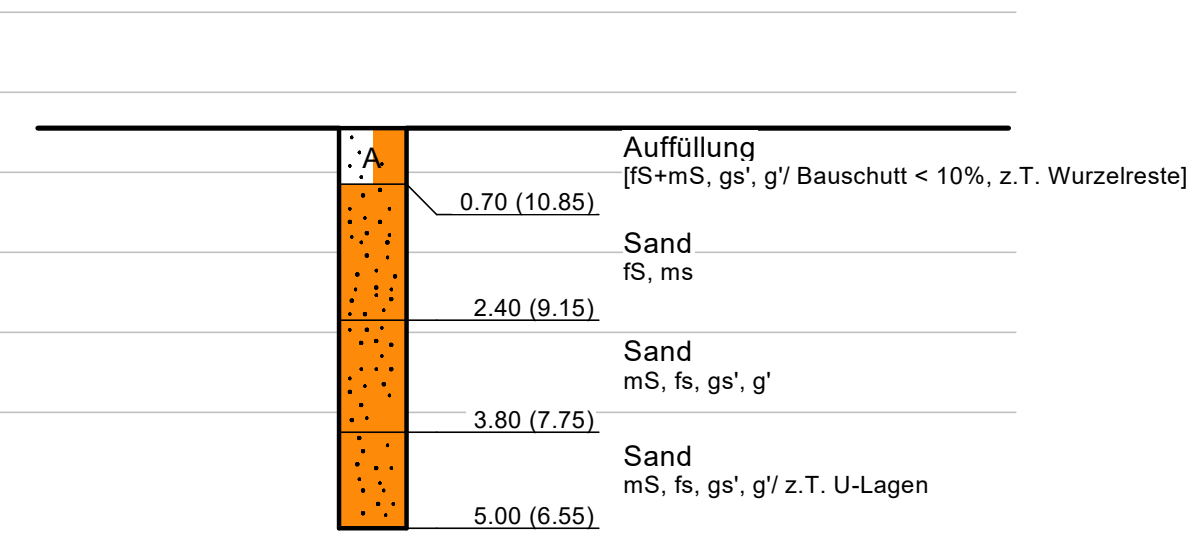 Auffüllung
[fS+mS, gs', g'/ Bauschutt < 10%, z.T. Wurzelreste]
A
0.70 (10.85)
Sand
fS, ms
2.40 (9.15)
Sand
mS, fs, gs', g'
3.80 (7.75)
Sand
mS, fs, gs', g'/ z.T. U-Lagen
5.00 (6.55)